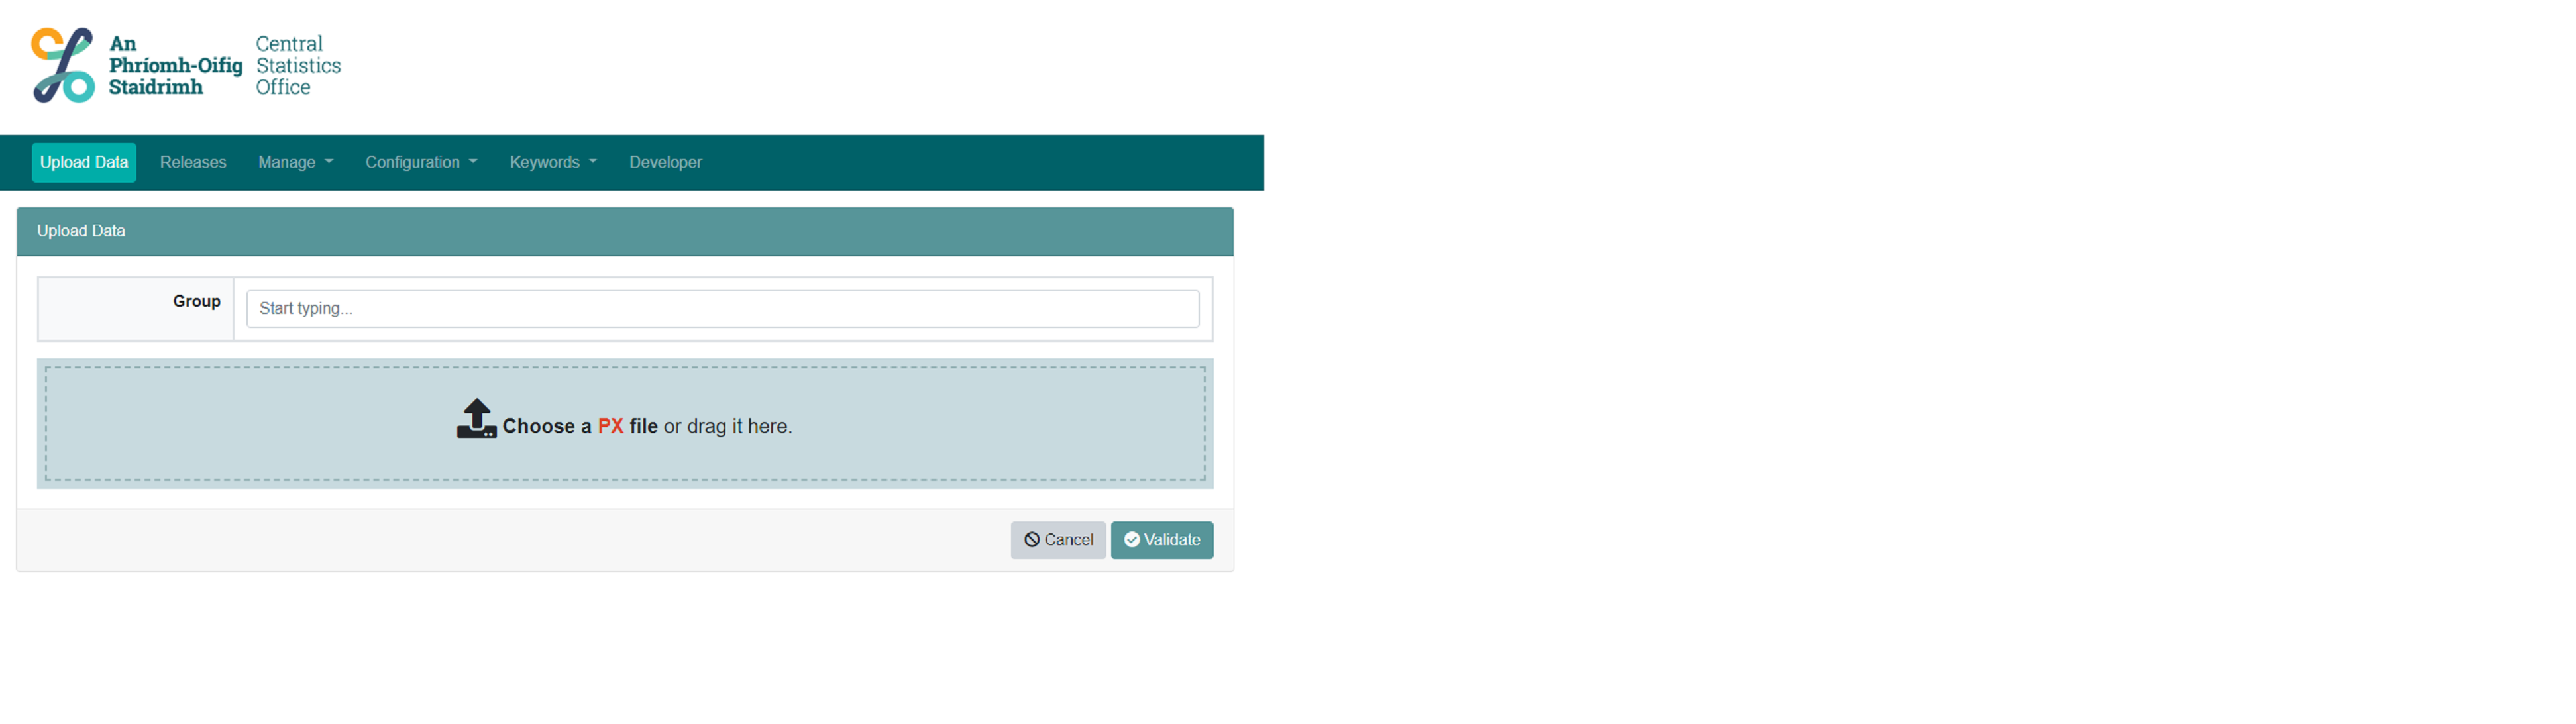 An
Phríomh-Oifig
Staidrimh
Central
Statistics
Office
Upload Data Releases Manage Configuration Keywords Developer
Upload Data
Group Start typing...
Choose a PX file or drag it here.
Cancel Validate